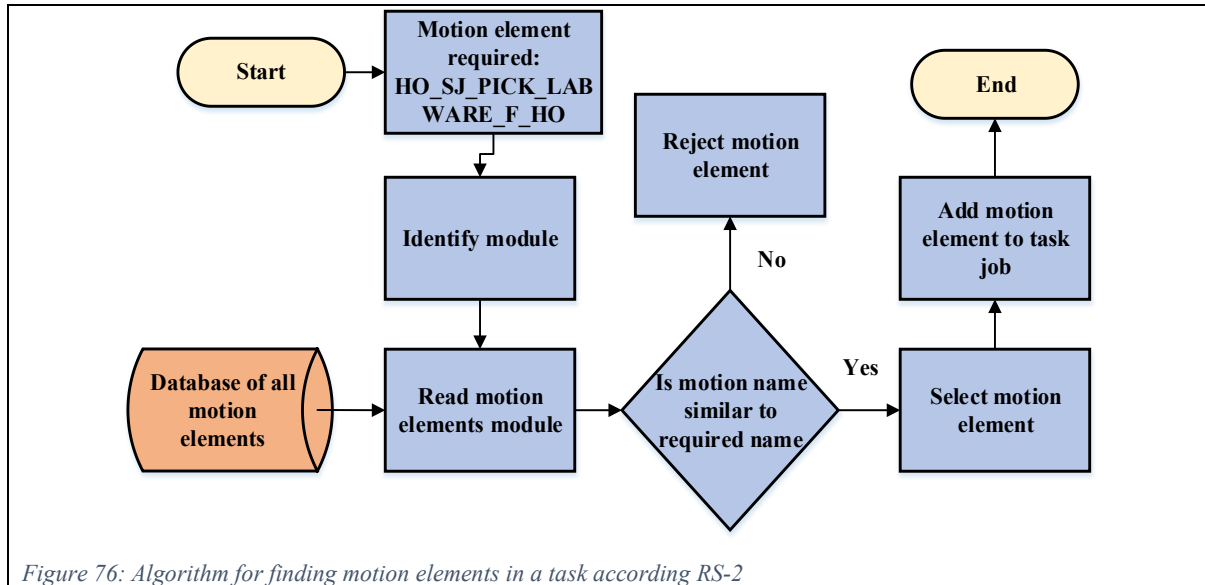 Start
Motion element
required:
HO_SJ_PICK_LAB
WARE_F_HO
Identify module
Database of all
motion
elements
Read motion
elements module
Is motion name
similar to
required name
No
Reject motion
element
Yes
Select motion
element
Add motion
element to task
job
End
Figure 76: Algorithm for finding motion elements in a task according RS-2